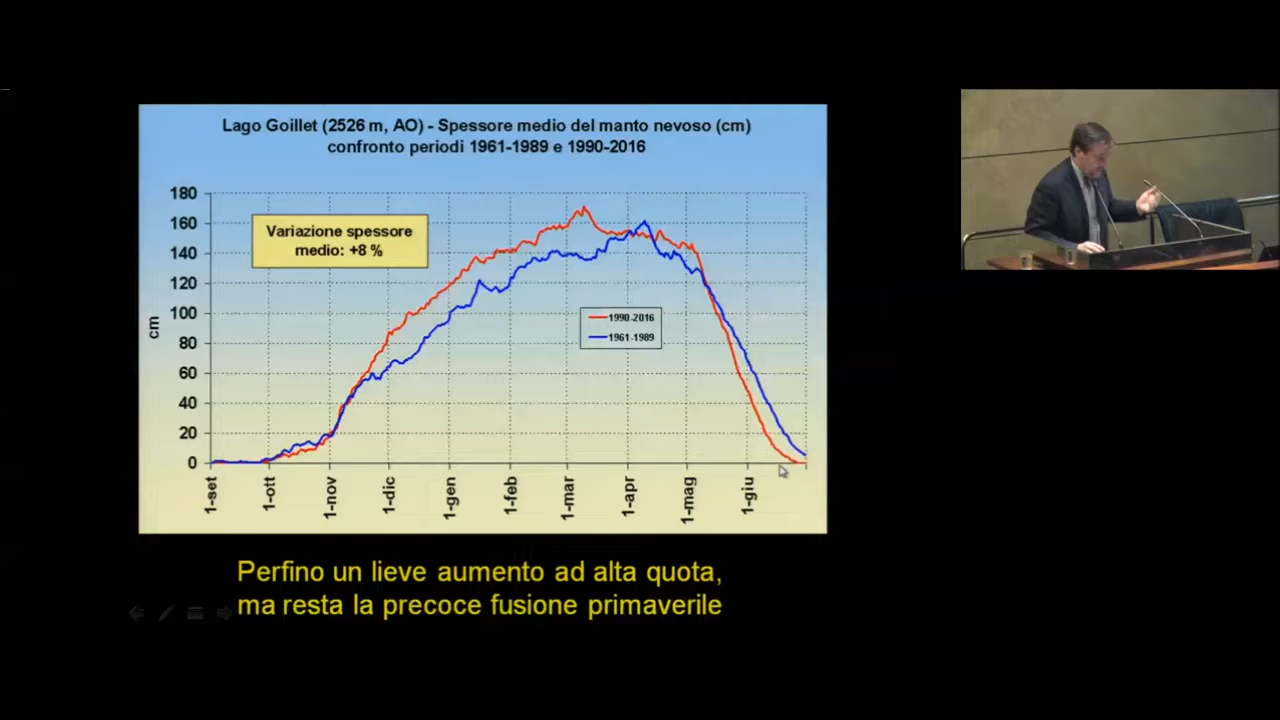 Lago Goillet (2526 m, AO) - Spessore medio del manto nevoso (cm)
confronto periodi 1961-1989 e 1990-2016
180
160
140
120
100
80
60
40
20
0
cm
Variazione spessore
medio: +8 %
1990-2016
1961-1989
1-set
1-ott
1-nov
1-dic
1-gen
1-feb
1-mar
1-apr
1-mag
1-giu
Perfino un lieve aumento ad alta quota,
ma resta la precoce fusione primaverile